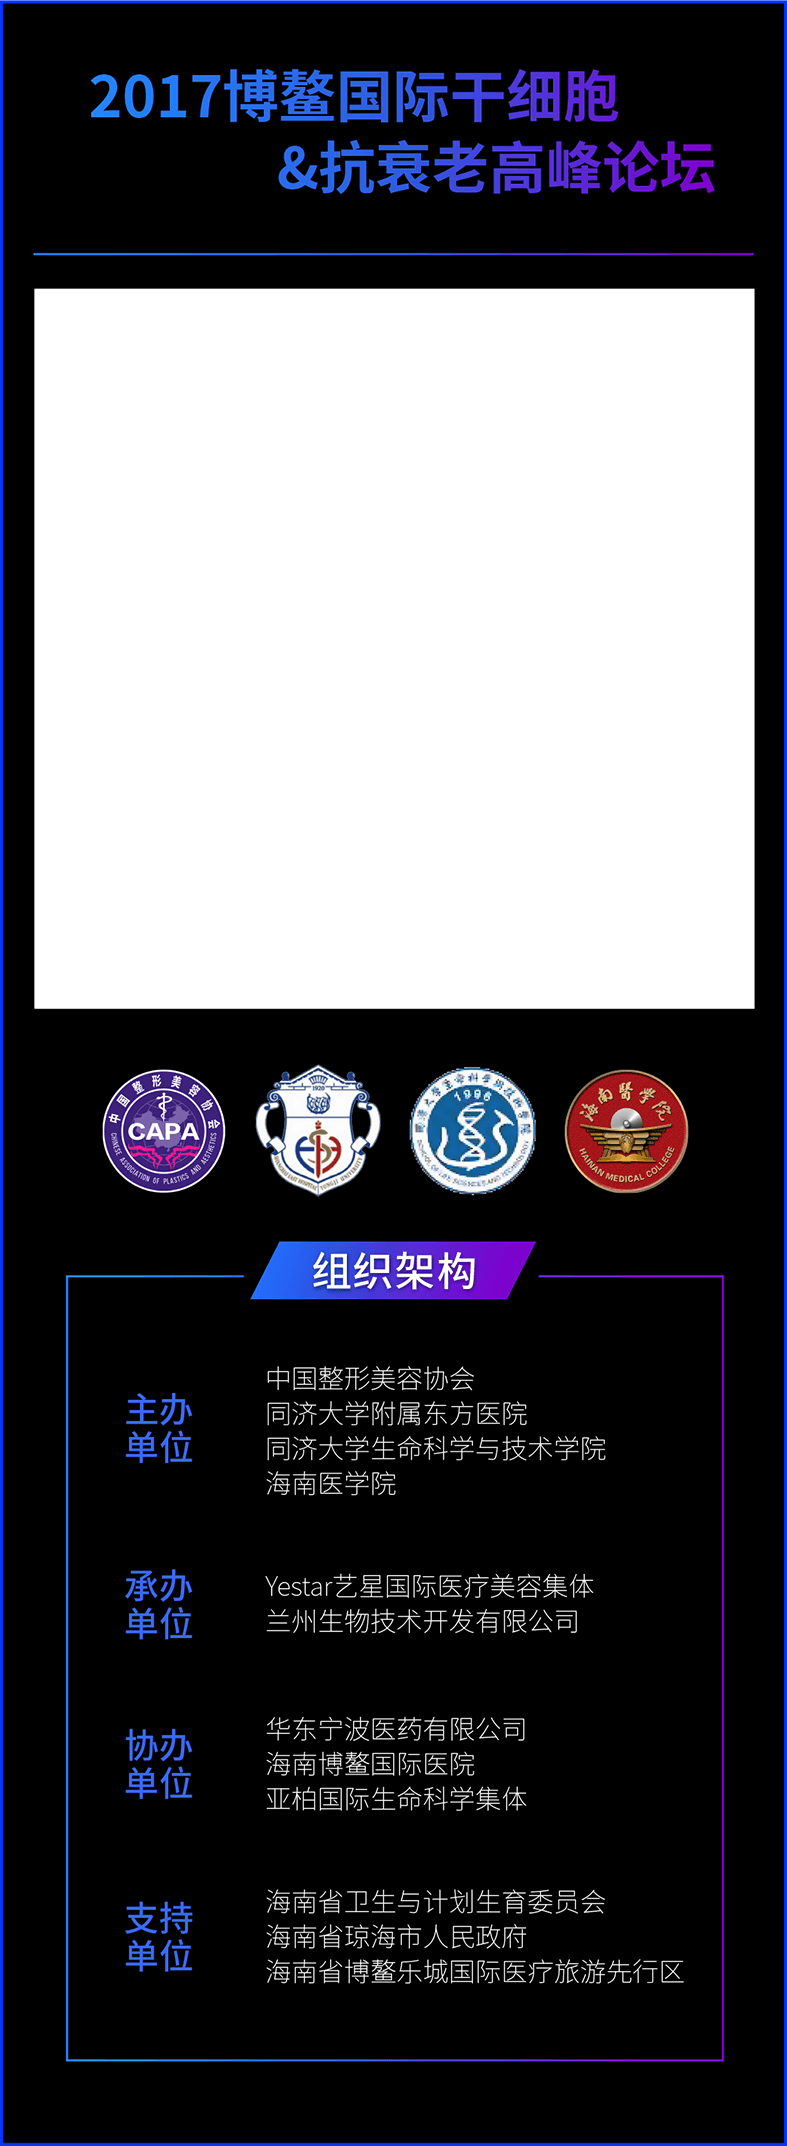 2017博鳌国际干细胞
&抗衰老高峰论坛
中国整形美容协会
CAPA
CHINESE ASSOCIATION OF PLASTICS AND AESTHETICS
1920
1996
海南醫学院
HAINAN MEDICAL COLLEGE
组织架构
主办
单位
中国整形美容协会
同济大学附属东方医院
同济大学生命科学与技术学院
海南医学院
承办
单位
Yestar艺星国际医疗美容集体
兰州生物技术开发有限公司
协办
单位
华东宁波医药有限公司
海南博鳌国际医院
亚柏国际生命科学集体
支持
单位
海南省卫生与计划生育委员会
海南省琼海市人民政府
海南省博鳌乐城国际医疗旅游先行区